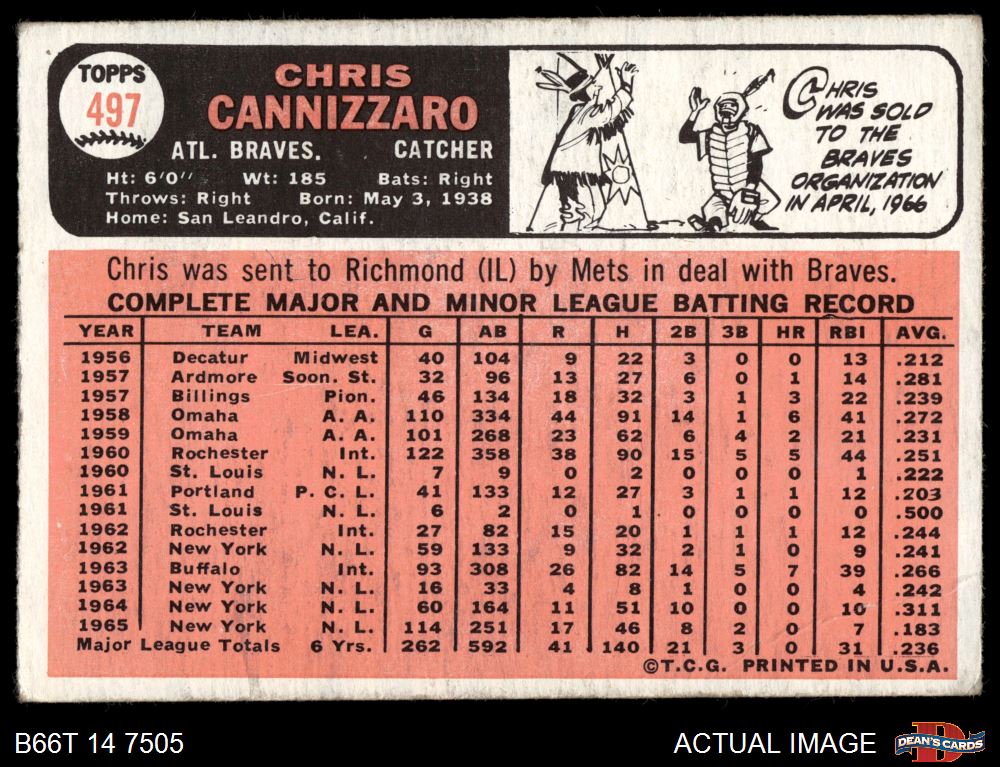 TOPPS
497
CHRIS
CANNIZZARO
ATL. BRAVES. CATCHER
Ht: 6'0" Wt: 185 Bats: Right
Throws: Right Born: May 3, 1938
Home: San Leandro, Calif.
CHRIS
WAS SOLD
TO THE
BRAVES
ORGANIZATION
IN APRIL, 1966
Chris was sent to Richmond (IL) by Mets in deal with Braves.
COMPLETE MAJOR AND MINOR LEAGUE BATTING RECORD
YEAR TEAM LEA. G AB R H 2B 3B HR RBI AVG.
1956 Decatur Midwest 40 104 9 22 3 0 0 13 .212
1957 Ardmore Soon. St. 32 96 13 27 6 0 1 14 .281
1957 Billings Pion. 46 134 18 32 3 1 3 22 .239
1958 Omaha A. A. 110 334 44 91 14 1 6 41 .272
1959 Omaha A. A. 101 268 23 62 6 4 2 21 .231
1960 Rochester Int. 122 358 38 90 15 5 5 44 .251
1960 St. Louis N. L. 7 9 0 2 0 0 0 1 .222
1961 Portland P. C. L. 41 133 12 27 3 1 1 12 .203
1961 St. Louis N. L. 6 2 0 1 0 0 0 0 .500
1962 Rochester Int. 27 82 15 20 1 1 1 12 .244
1962 New York N. L. 59 133 9 32 2 1 0 9 .241
1963 Buffalo Int. 93 308 26 82 14 5 7 39 .266
1963 New York N. L. 16 33 4 8 1 0 0 4 .242
1964 New York N. L. 60 164 11 51 10 0 0 10 .311
1965 New York N. L. 114 251 17 46 8 2 0 7 .183
Major League Totals 6 Yrs. 262 592 41 140 21 3 0 31 .236
©T.C.G. PRINTED IN U.S.A.
B66T 14 7505 ACTUAL IMAGE DEAN'S CARDS